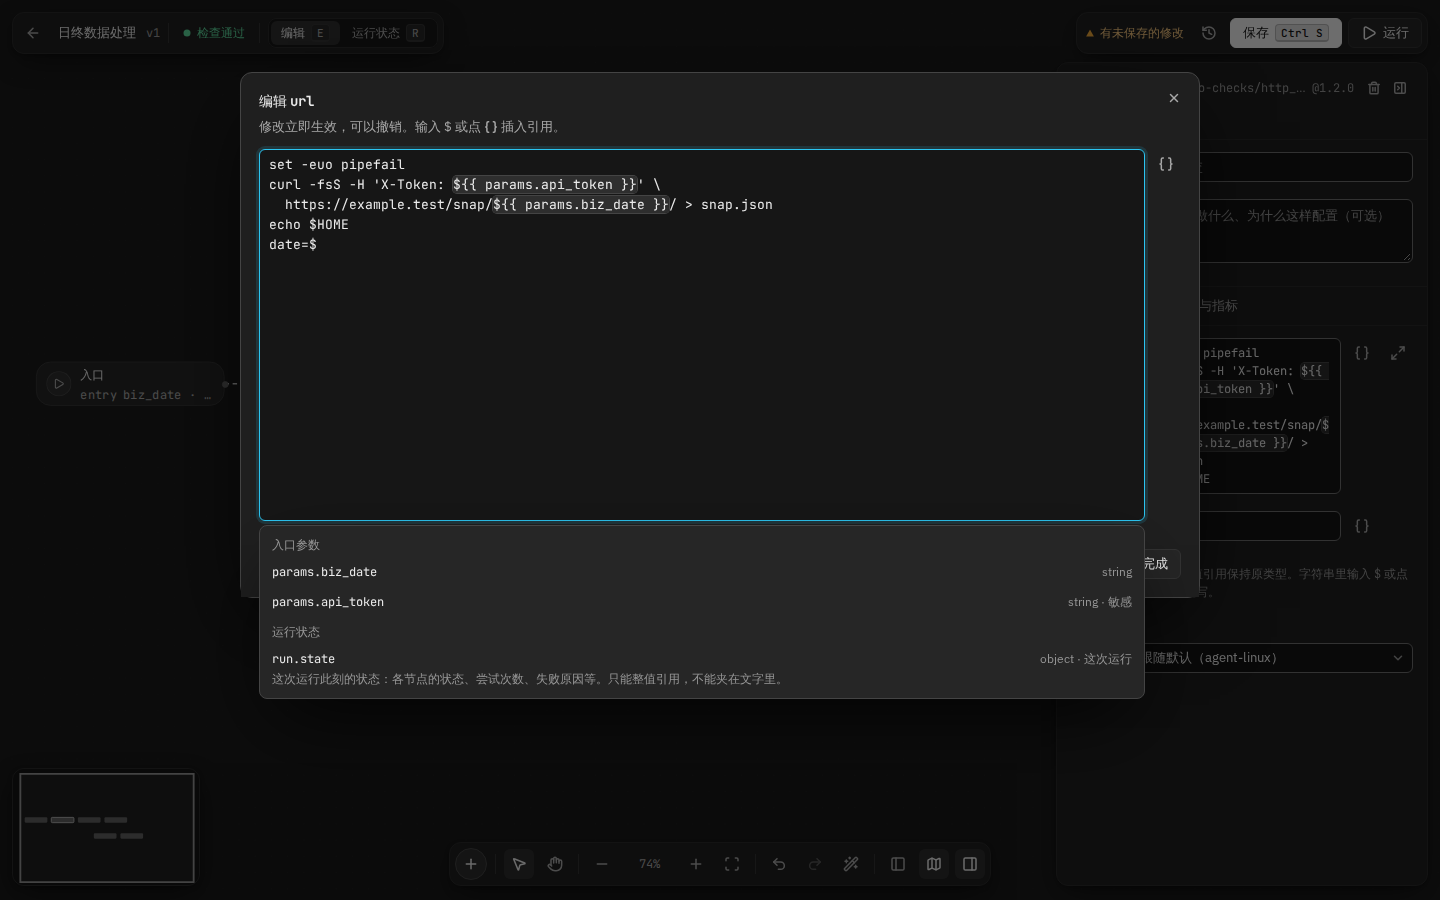 日终数据处理 v1 检查通过 编辑 E 运行状态 R 有未保存的修改 保存 Ctrl S 运行
编辑 url
修改立即生效，可以撤销。输入 $ 或点 {} 插入引用。
set -euo pipefail
curl -fsS -H 'X-Token: ${{ params.api_token }}' \
https://example.test/snap/${{ params.biz_date }}/ > snap.json
echo $HOME
date=$
{}
入口参数
params.biz_date string
params.api_token string · 敏感
运行状态
run.state object · 这次运行
这次运行此刻的状态：各节点的状态、尝试次数、失败原因等。只能整值引用，不能夹在文字里。
完成
入口
entry biz_date · …
-checks/http_… @1.2.0
做什么、为什么这样配置（可选）
与指标
pipefail
-H 'X-Token: ${{
pi_token }}' \
example.test/snap/$
s.biz_date }}/ >
ME
{}
{}
引用保持原类型。字符串里输入 $ 或点
写。
跟随默认（agent-linux）
74%